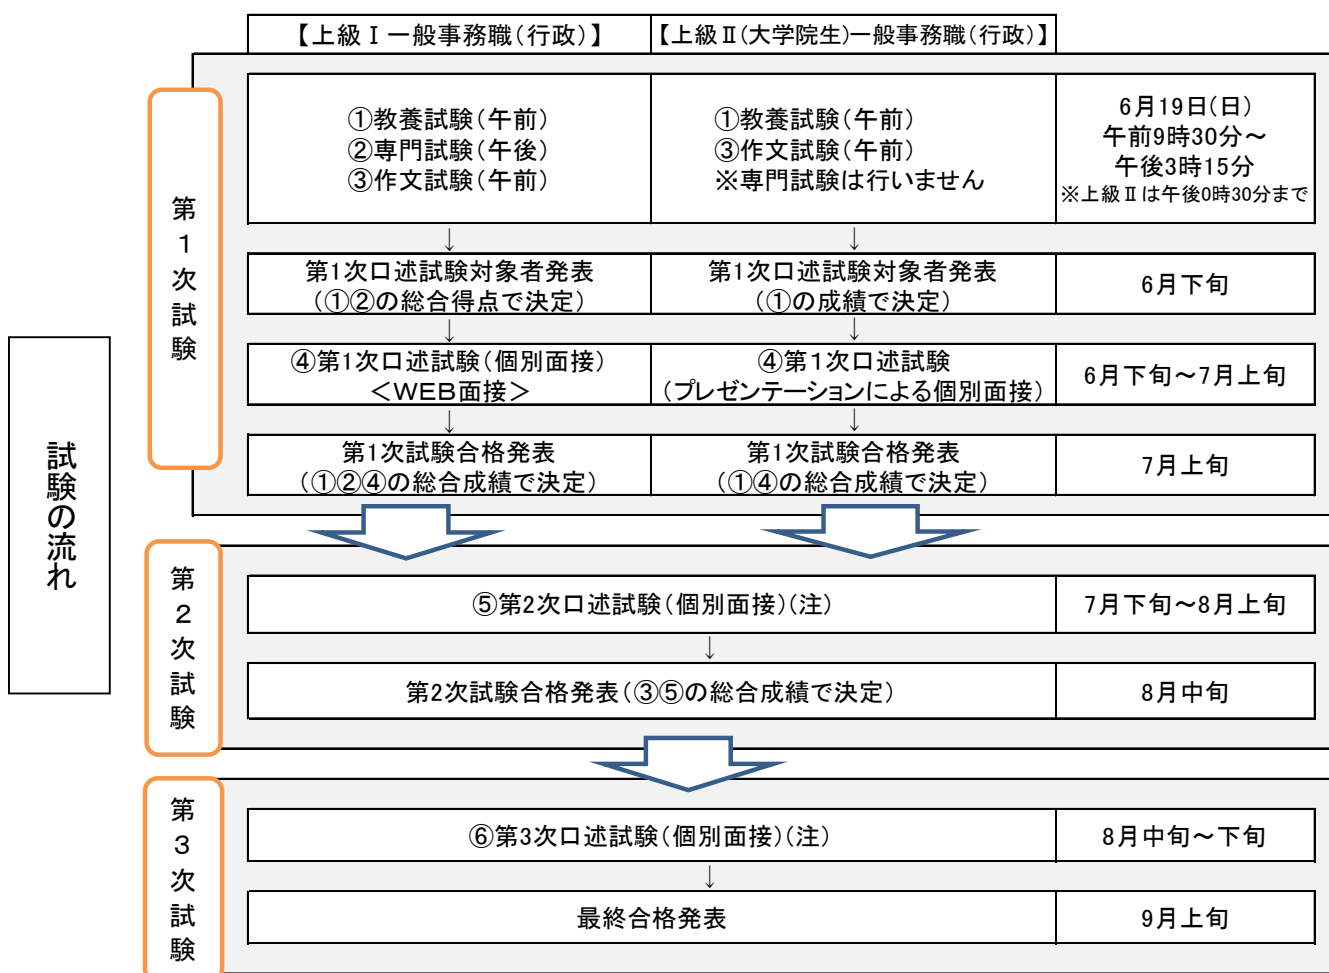 【上級Ⅰ一般事務職(行政)】
【上級Ⅱ(大学院生)一般事務職(行政)】
試験の流れ
第1次試験
①教養試験(午前)
②専門試験(午後)
③作文試験(午前)
①教養試験(午前)
③作文試験(午前)
※専門試験は行いません
6月19日(日)
午前9時30分～
午後3時15分
※上級Ⅱは午後0時30分まで
↓
↓
第1次口述試験対象者発表
(①②の総合得点で決定)
第1次口述試験対象者発表
(①の成績で決定)
6月下旬
↓
↓
④第1次口述試験(個別面接)
＜WEB面接＞
④第1次口述試験
(プレゼンテーションによる個別面接)
6月下旬～7月上旬
↓
↓
第1次試験合格発表
(①②④の総合成績で決定)
第1次試験合格発表
(①④の総合成績で決定)
7月上旬
第2次試験
⑤第2次口述試験(個別面接)(注)
7月下旬～8月上旬
↓
第2次試験合格発表(③⑤の総合成績で決定)
8月中旬
第3次試験
⑥第3次口述試験(個別面接)(注)
8月中旬～下旬
↓
最終合格発表
9月上旬